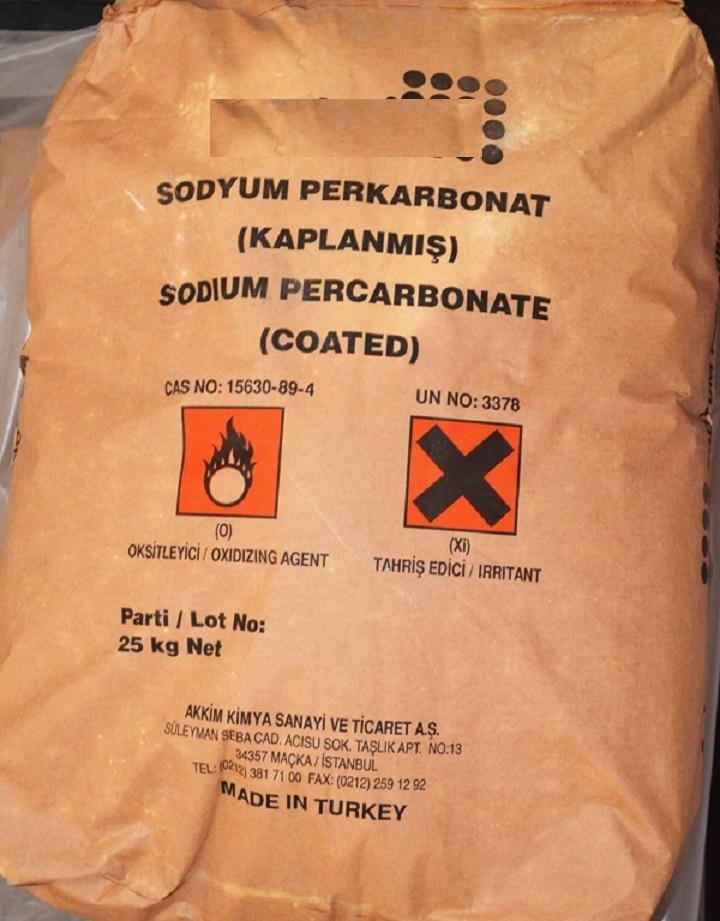 SODYUM PERKARBONAT
(KAPLANMIŞ)
SODIUM PERCARBONATE
(COATED)
CAS NO: 15630-89-4
UN NO: 3378
(O)
(Xi)
OKSİTLEYİCİ / OXIDIZING AGENT
TAHRİŞ EDİCİ / IRRITANT
Parti / Lot No:
25 kg Net
AKKİM KİMYA SANAYİ VE TİCARET A.Ş.
SÜLEYMAN SEBA CAD. ACISU SOK. TAŞLIK APT. NO:13
34357 MAÇKA / İSTANBUL
TEL: (0212) 381 71 00 FAX: (0212) 259 12 92
MADE IN TURKEY